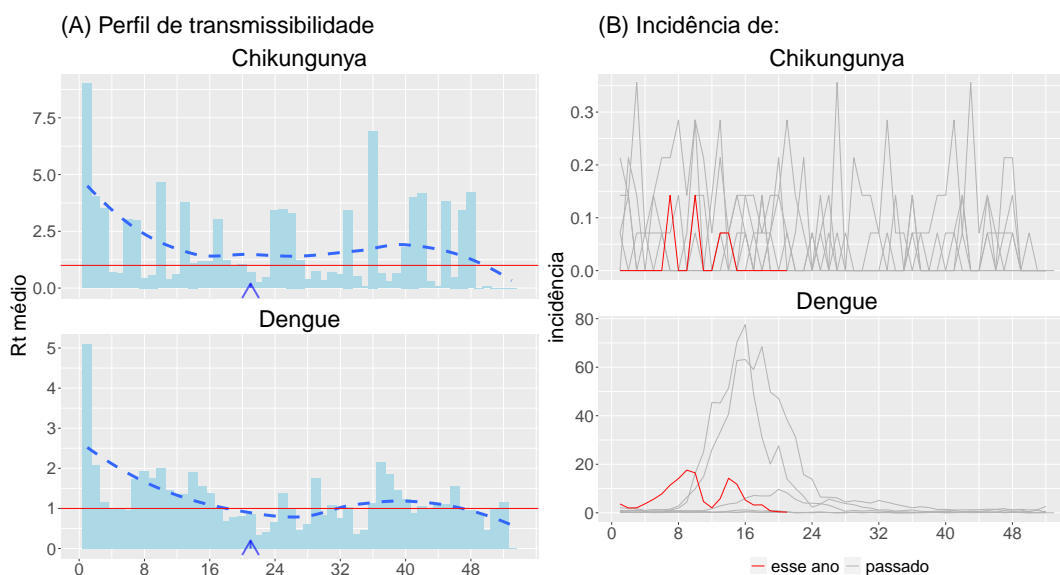 (A) Perfil de transmissibilidade
Chikungunya
7.5
5.0
2.5
0.0
Rt médio
Dengue
5
4
3
2
1
0
0 8 16 24 32 40 48
(B) Incidência de:
Chikungunya
0.3
0.2
0.1
0.0
incidência
Dengue
80
60
40
20
0
0 8 16 24 32 40 48
esse ano passado